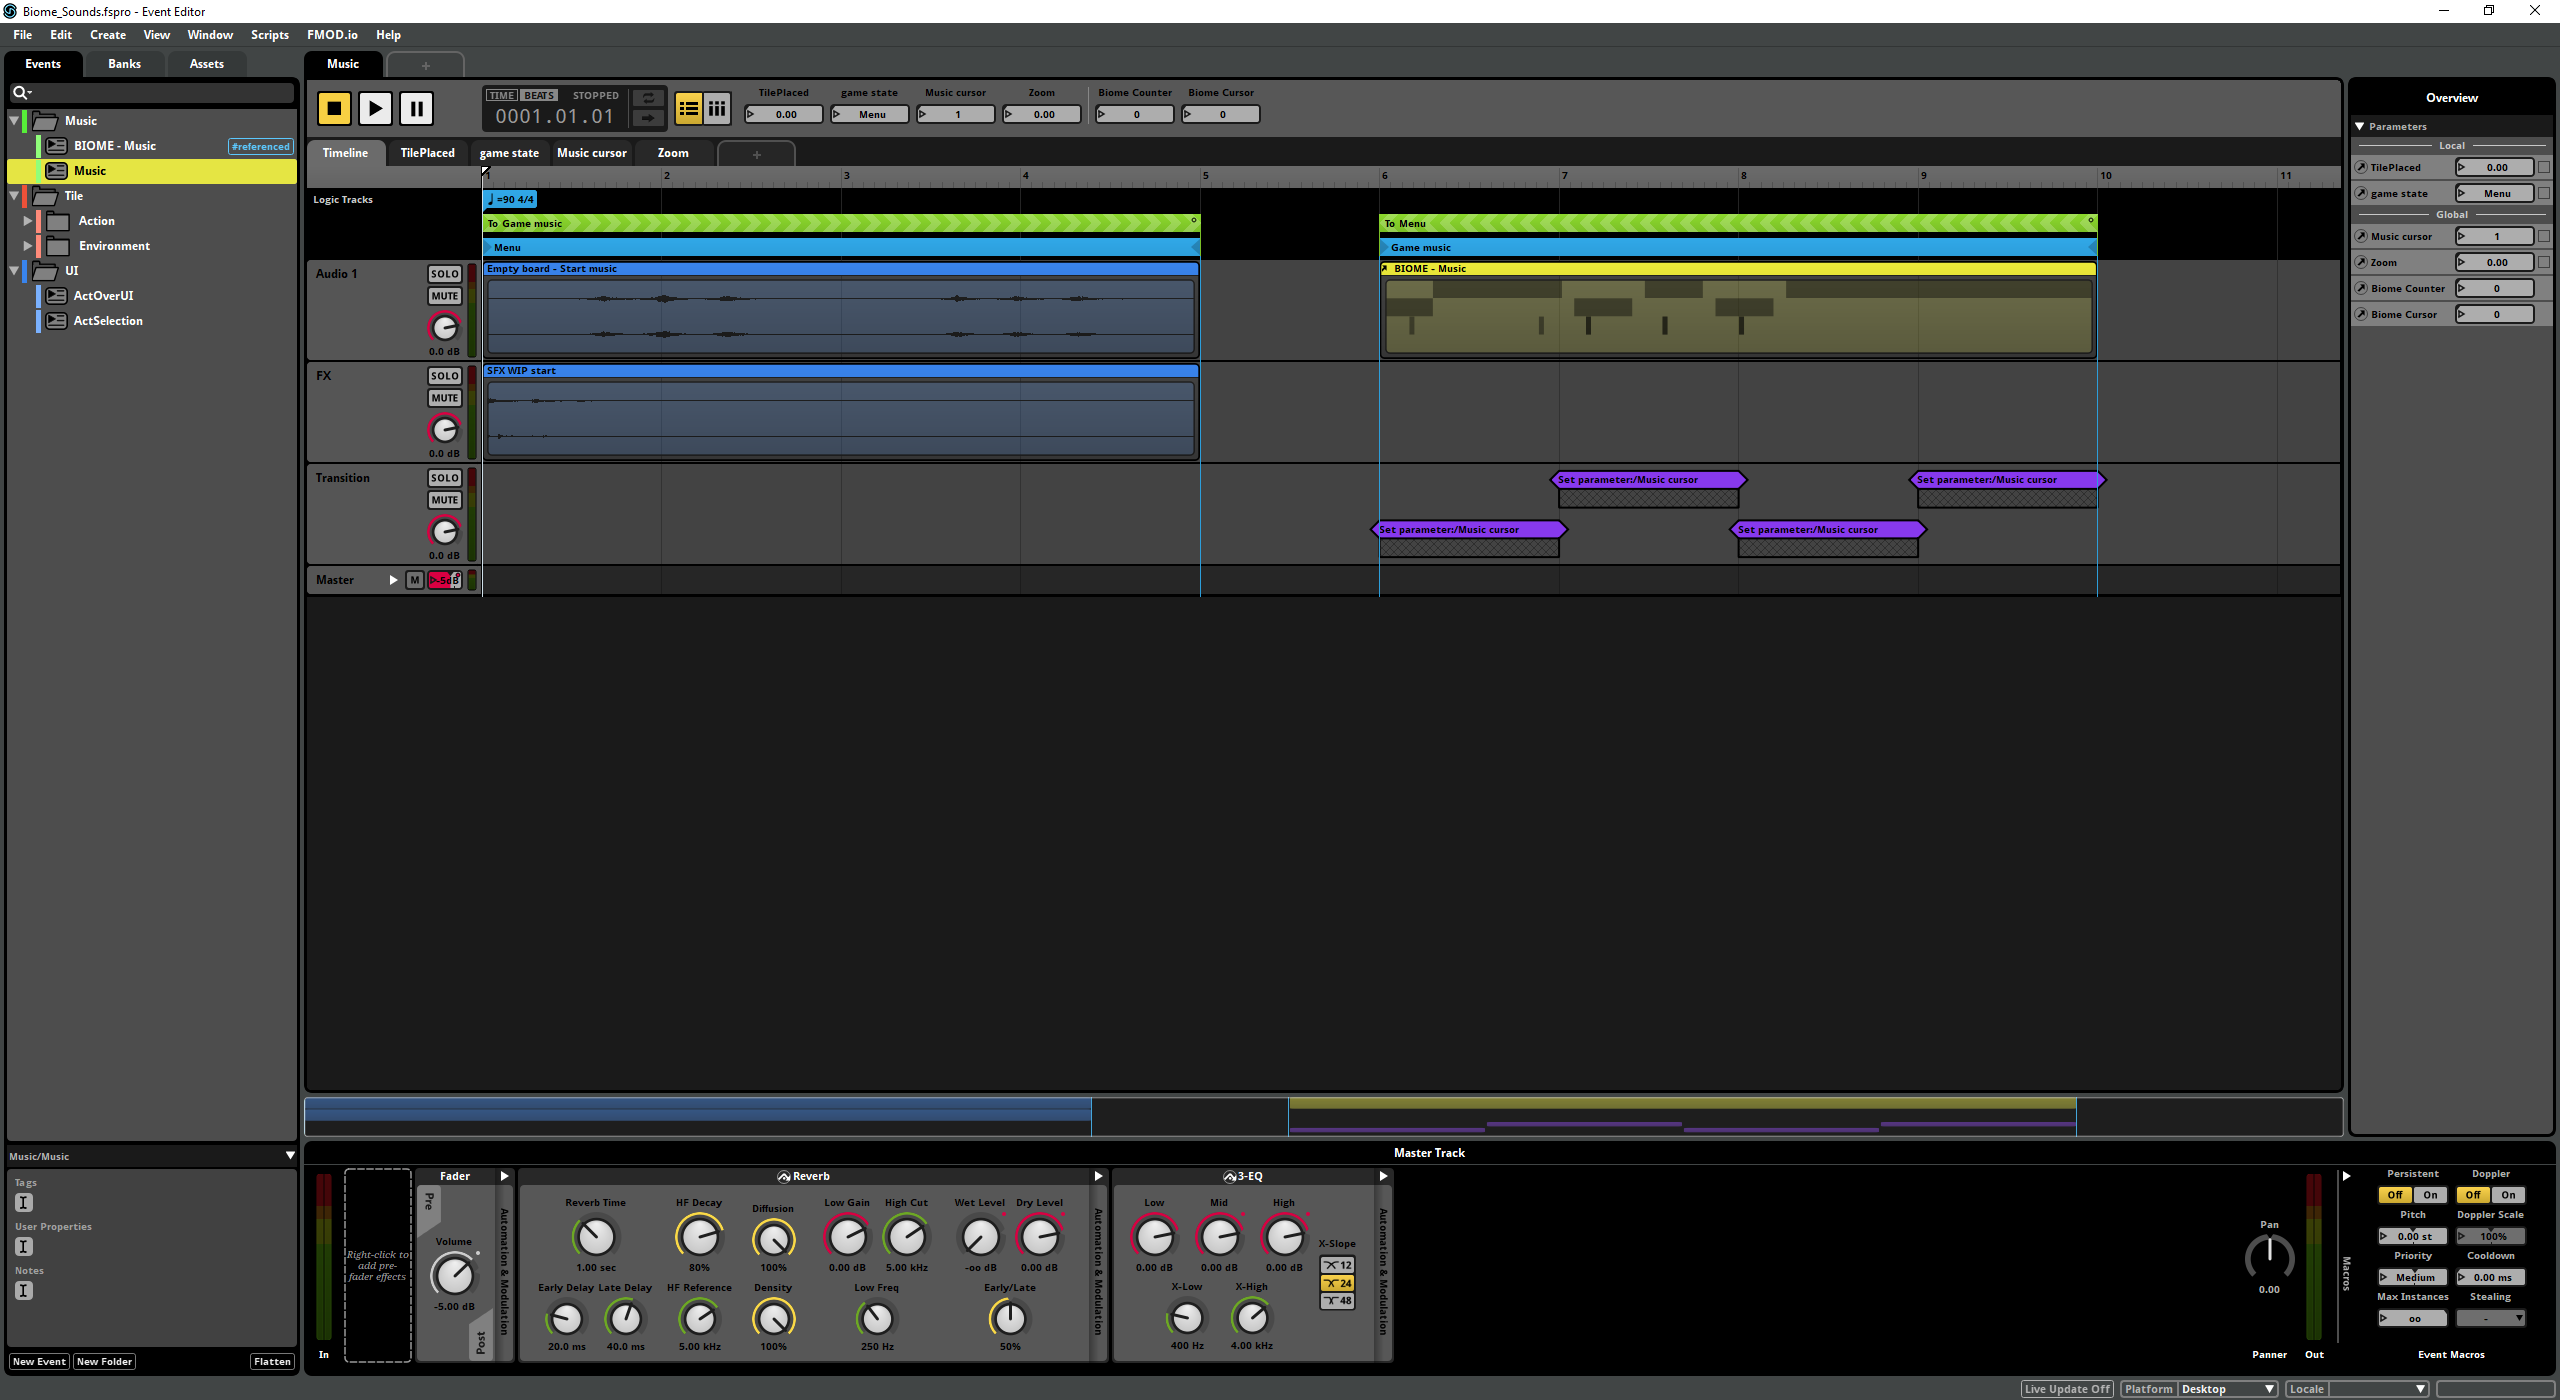 Biome_Sounds.fspro - Event Editor
File Edit Create View Window Scripts FMOD.io Help
Events Banks Assets
Music
BIOME - Music #referenced
Music
Tile
Action
Environment
UI
ActOverUI
ActSelection
Music/Music
Tags
User Properties
Notes
New Event New Folder Flatten
Music +
TIME BEATS STOPPED
0001.01.01
TilePlaced game state Music cursor Zoom Biome Counter Biome Cursor
0.00 Menu 1 0.00 0 0
Timeline TilePlaced game state Music cursor Zoom +
1 2 3 4 5 6 7 8 9 10 11
Logic Tracks
♩=90 4/4
To Game music To Menu
Menu Game music
Audio 1 SOLO
MUTE
0.0 dB
Empty board - Start music BIOME - Music
FX SOLO
MUTE
0.0 dB
SFX WIP start
Transition SOLO
MUTE
0.0 dB
Set parameter:/Music cursor Set parameter:/Music cursor
Set parameter:/Music cursor Set parameter:/Music cursor
Master M -5dB
Overview
Parameters
Local
TilePlaced 0.00
game state Menu
Global
Music cursor 1
Zoom 0.00
Biome Counter 0
Biome Cursor 0
Master Track
In
Right-click to
add pre-
fader effects
Fader
Pre
Volume
-5.00 dB
Post
Automation & Modulation
Reverb
Reverb Time HF Decay Diffusion Low Gain High Cut Wet Level Dry Level
1.00 sec 80% 100% 0.00 dB 5.00 kHz -oo dB 0.00 dB
Early Delay Late Delay HF Reference Density Low Freq Early/Late
20.0 ms 40.0 ms 5.00 kHz 100% 250 Hz 50%
Automation & Modulation
3-EQ
Low Mid High
0.00 dB 0.00 dB 0.00 dB
X-Slope
12
24
48
X-Low X-High
400 Hz 4.00 kHz
Automation & Modulation
Pan
0.00
Panner Out
Macros
Persistent Doppler
Off On Off On
Pitch Doppler Scale
0.00 st 100%
Priority Cooldown
Medium 0.00 ms
Max Instances Stealing
oo -
Event Macros
Live Update Off Platform Desktop Locale